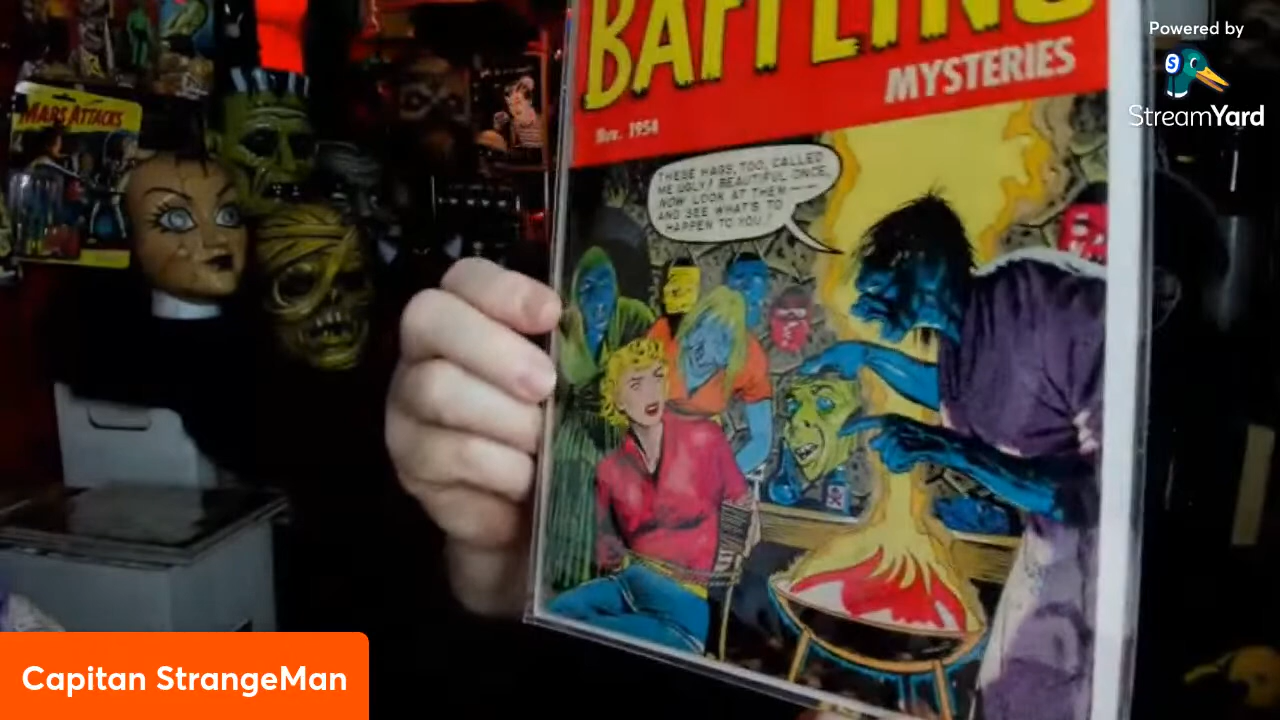 Powered by
StreamYard
BAFFLING
MYSTERIES
Nov. 1954
MARS ATTACKS
THESE HAGS, TOO, CALLED
ME UGLY! BEAUTIFUL ONCE,
NOW LOOK AT THEM——
AND SEE WHAT'S TO
HAPPEN TO YOU!
Capitan StrangeMan